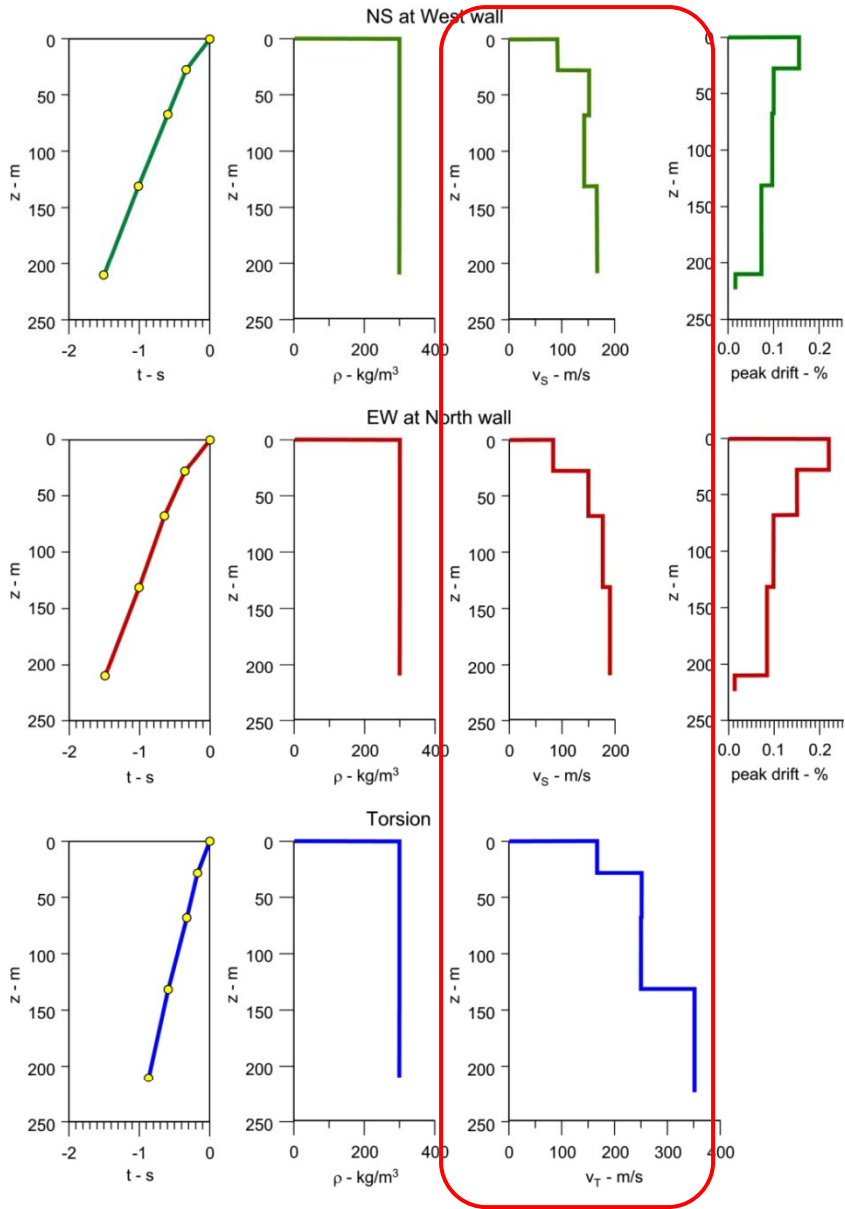 NS at West wall
0 0 0 0
50 50 50 50
100 100 100 100
z - m z - m z - m z - m
150 150 150 150
200 200 200 200
250 250 250 250
-2 -1 0 0 200 400 0 100 200 0.0 0.1 0.2
t - s ρ - kg/m³ vS - m/s peak drift - %
EW at North wall
0 0 0 0
50 50 50 50
100 100 100 100
z - m z - m z - m z - m
150 150 150 150
200 200 200 200
250 250 250 250
-2 -1 0 0 200 400 0 100 200 0.0 0.1 0.2
t - s ρ - kg/m³ vS - m/s peak drift - %
Torsion
0 0 0
50 50 50
100 100 100
z - m z - m z - m
150 150 150
200 200 200
250 250 250
-2 -1 0 0 200 400 0 100 200 300 400
t - s ρ - kg/m³ vT - m/s